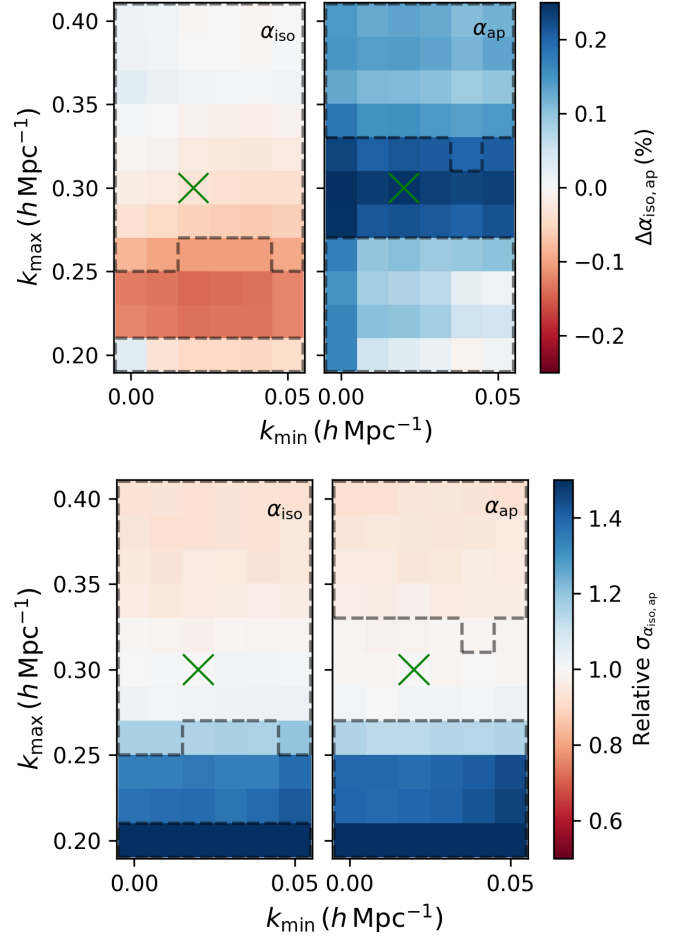 α_iso
α_ap
0.40
0.35
0.30
0.25
0.20
k_max (h Mpc⁻¹)
0.00
0.05
0.00
0.05
k_min (h Mpc⁻¹)
0.2
0.1
0.0
−0.1
−0.2
Δα_iso, ap (%)
α_iso
α_ap
0.40
0.35
0.30
0.25
0.20
k_max (h Mpc⁻¹)
0.00
0.05
0.00
0.05
k_min (h Mpc⁻¹)
1.4
1.2
1.0
0.8
0.6
Relative σ_α_iso, ap